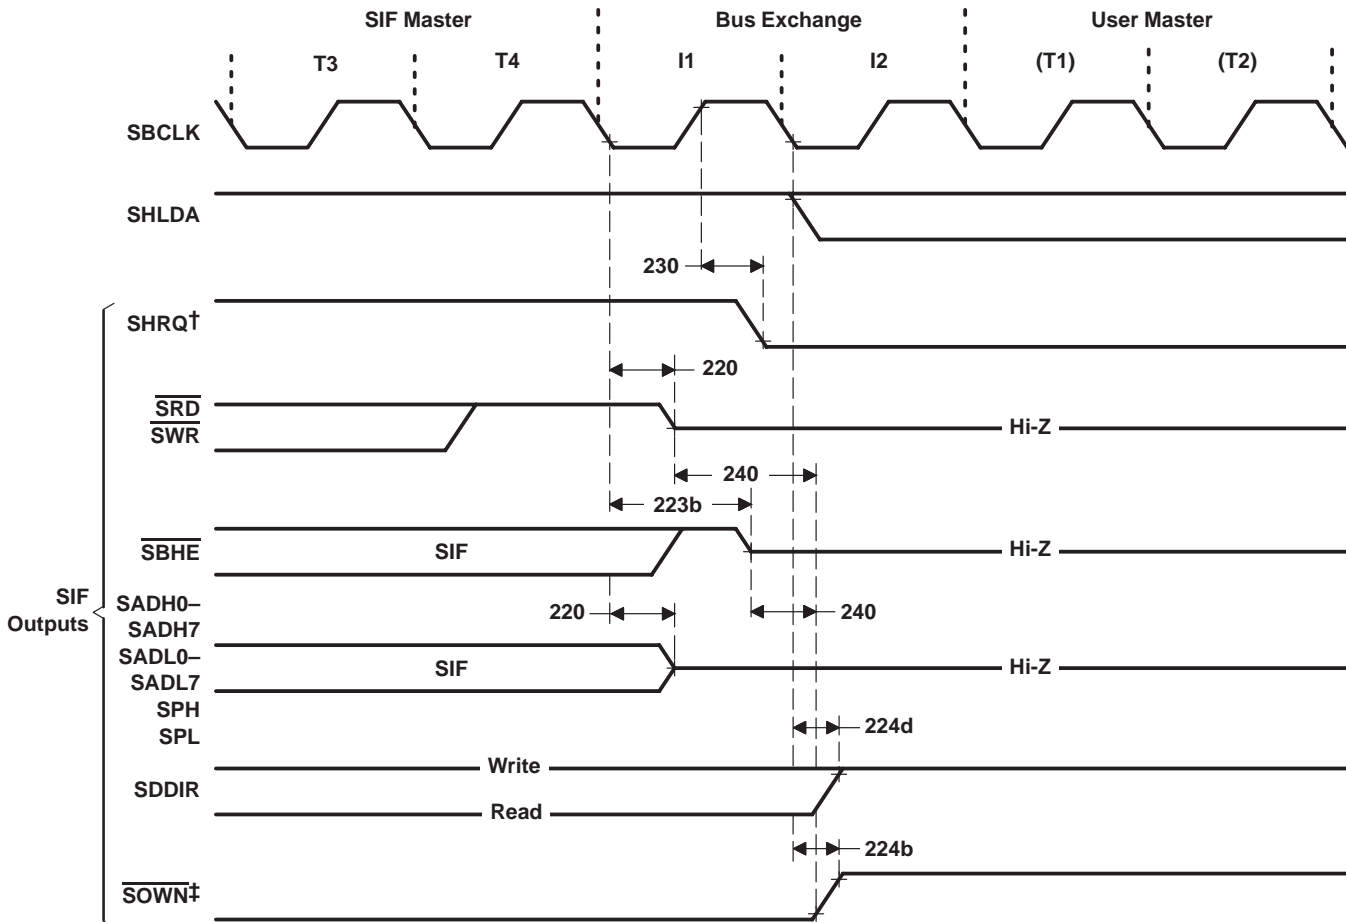 SIF Master Bus Exchange User Master
T3 T4 I1 I2 (T1) (T2)
SBCLK
SHLDA
230
SHRQ†
220
SRD
SWR
Hi-Z
240
223b
SBHE
SIF
Hi-Z
SIF
Outputs
SADH0–
SADH7
SADL0–
SADL7
SPH
SPL
220
240
SIF
Hi-Z
224d
SDDIR
Write
Read
224b
SOWN‡